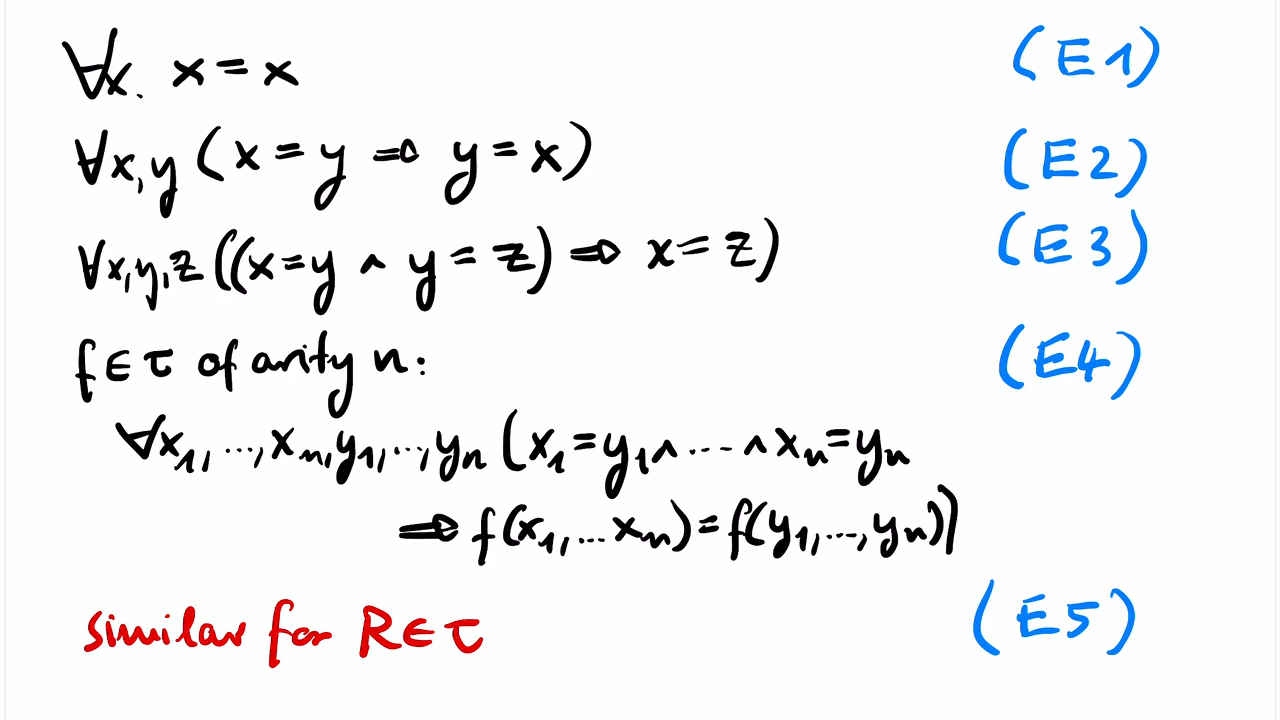 ∀x. x = x (E1)
∀x,y (x = y ⇒ y = x) (E2)
∀x,y,z ((x=y ∧ y = z) ⇒ x = z) (E3)
f ∈ τ of arity n: (E4)
∀x₁,...,xₙ,y₁,...,yₙ (x₁=y₁∧ ... ∧ xₙ=yₙ
⇒ f(x₁,...xₙ) = f(y₁,...,yₙ))
similar for R ∈ τ (E5)